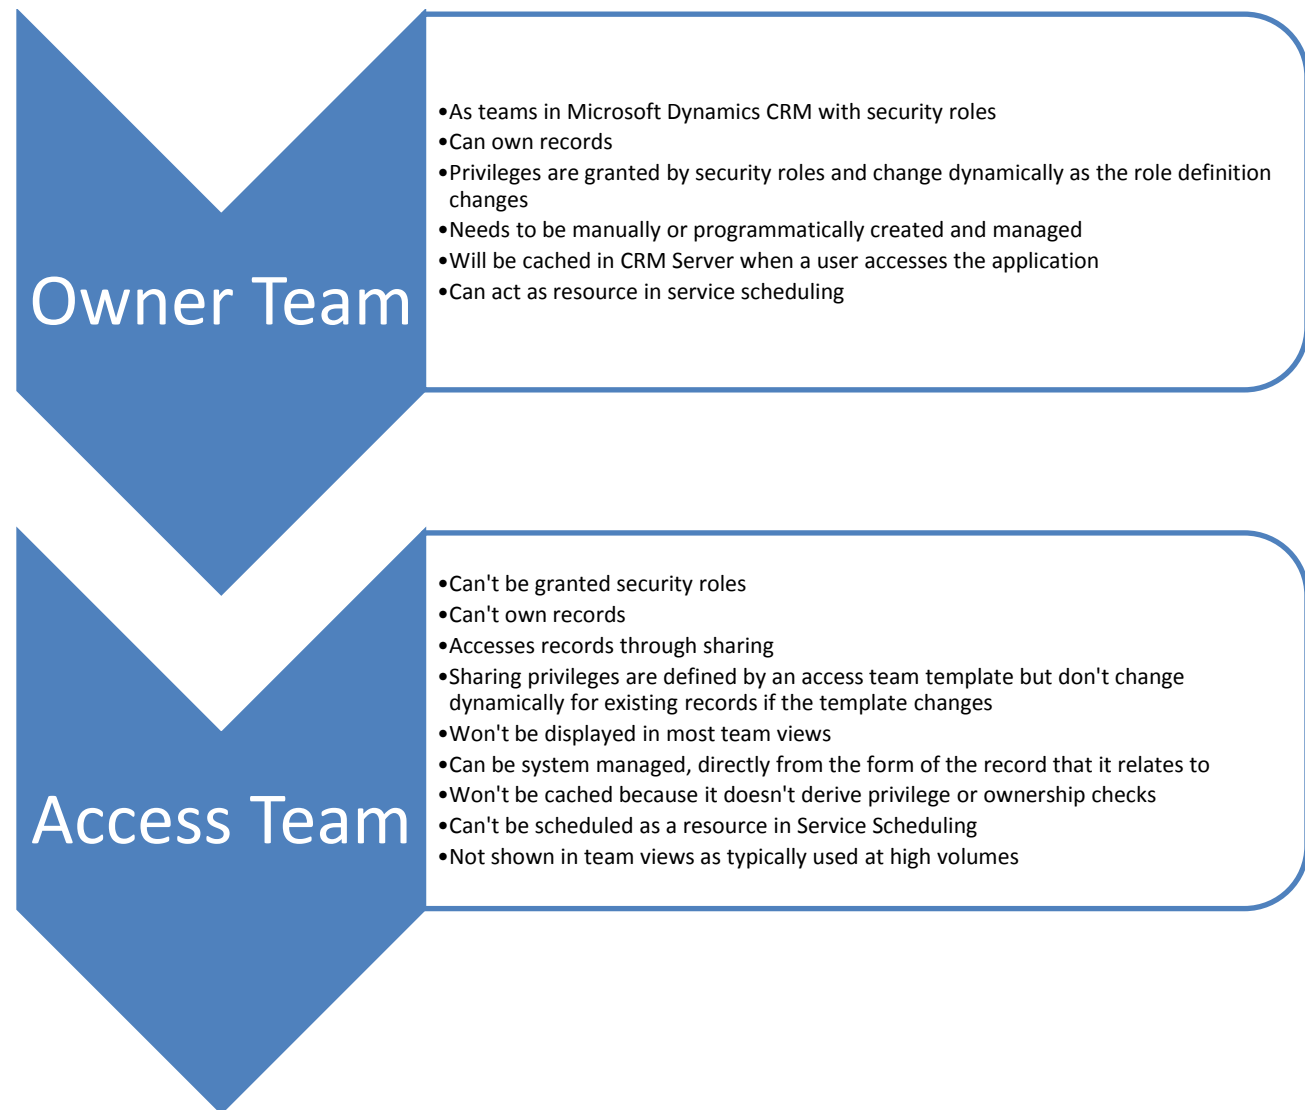 Owner Team
•As teams in Microsoft Dynamics CRM with security roles
•Can own records
•Privileges are granted by security roles and change dynamically as the role definition
changes
•Needs to be manually or programmatically created and managed
•Will be cached in CRM Server when a user accesses the application
•Can act as resource in service scheduling
Access Team
•Can't be granted security roles
•Can't own records
•Accesses records through sharing
•Sharing privileges are defined by an access team template but don't change
dynamically for existing records if the template changes
•Won't be displayed in most team views
•Can be system managed, directly from the form of the record that it relates to
•Won't be cached because it doesn't derive privilege or ownership checks
•Can't be scheduled as a resource in Service Scheduling
•Not shown in team views as typically used at high volumes